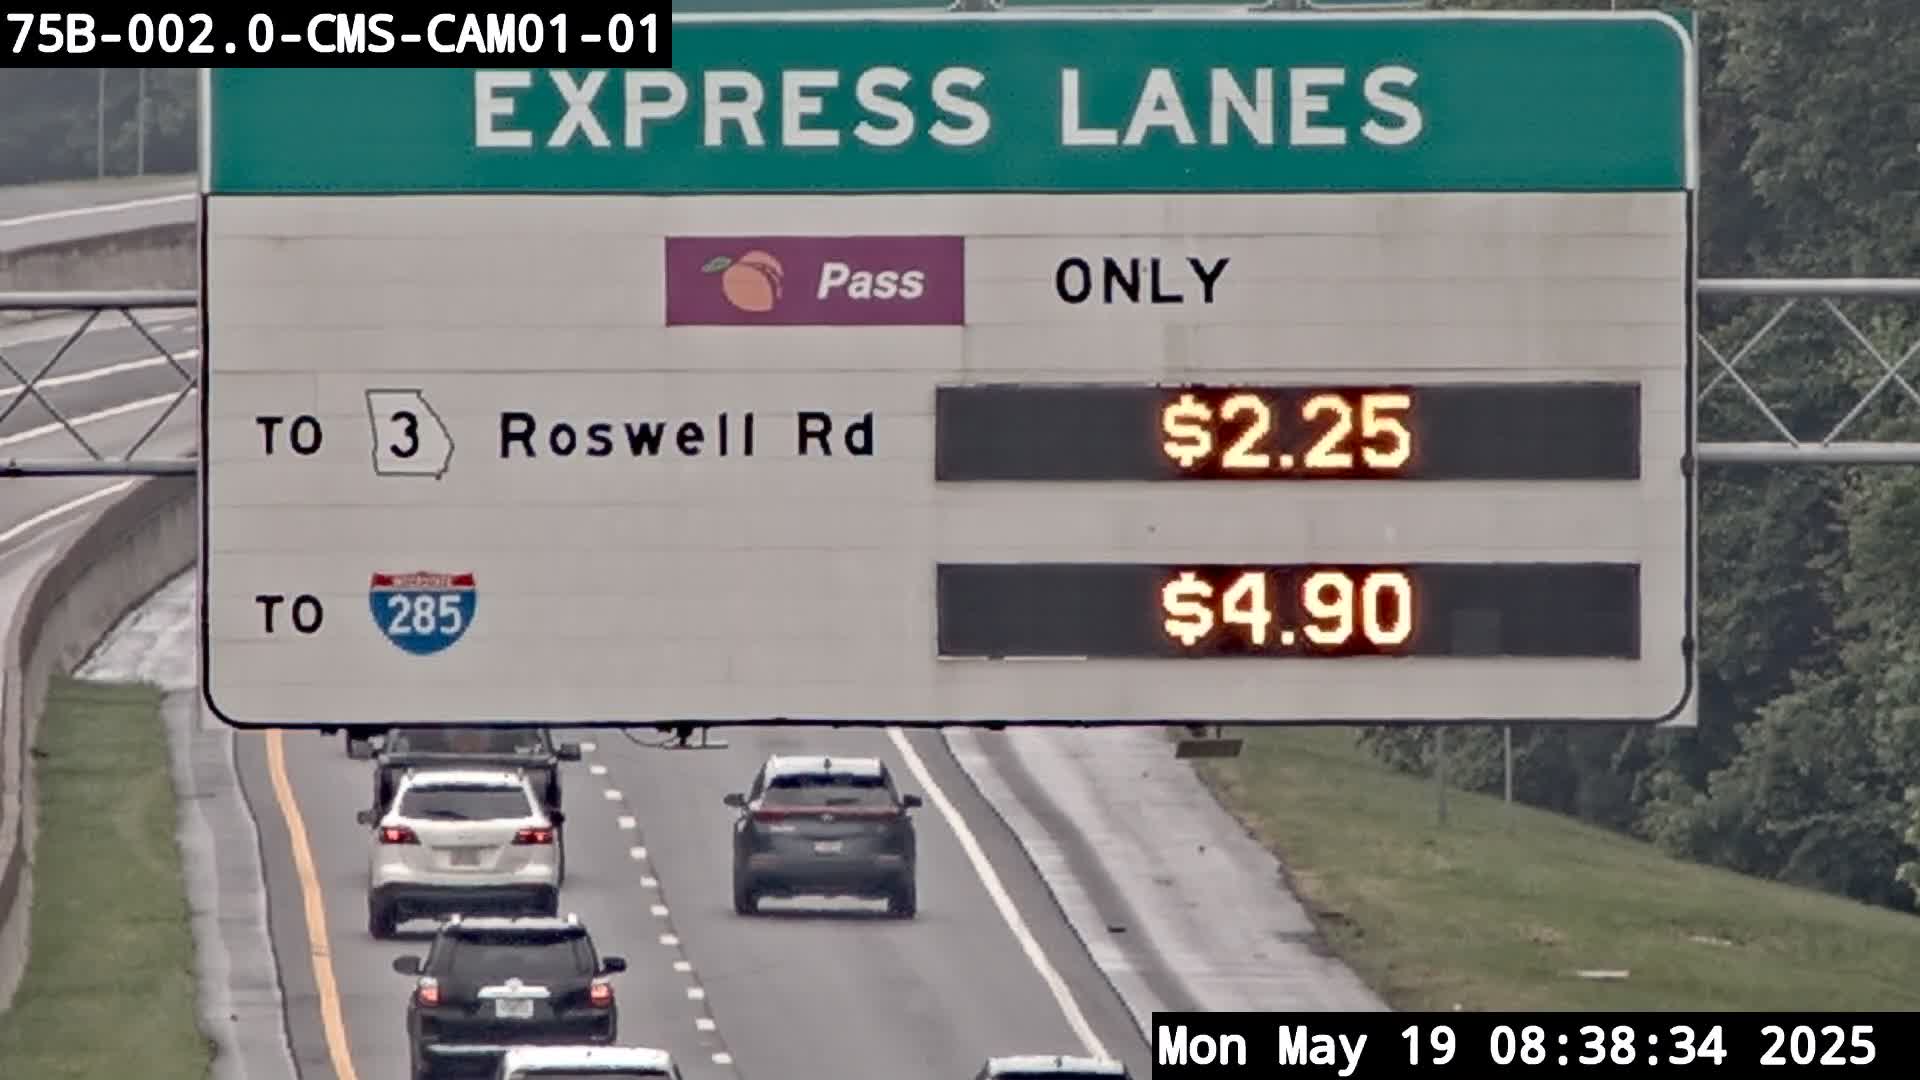 75B-002.0-CMS-CAM01-01
EXPRESS LANES
Pass ONLY
TO 3 Roswell Rd $2.25
TO 285 $4.90
Mon May 19 08:38:34 2025